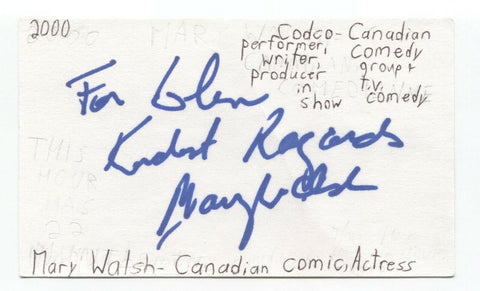 2000
Codco-Canadian
performer, comedy
writer, group +
producer t.v.
in comedy
show
For Glen
Kindest Regards
Mary Walsh
THIS
HOUR
HAS
22
Mary Walsh- Canadian comic, Actress